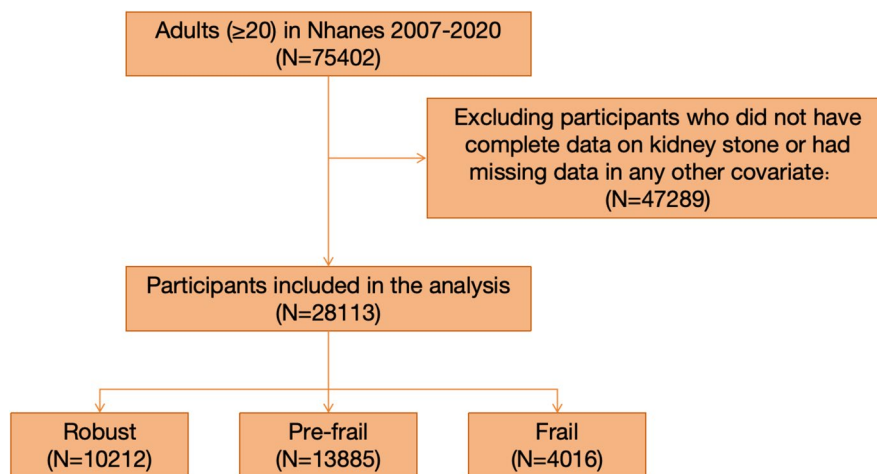 Adults (≥20) in Nhanes 2007-2020
(N=75402)
Excluding participants who did not have
complete data on kidney stone or had
missing data in any other covariate:
(N=47289)
Participants included in the analysis
(N=28113)
Robust
(N=10212)
Pre-frail
(N=13885)
Frail
(N=4016)